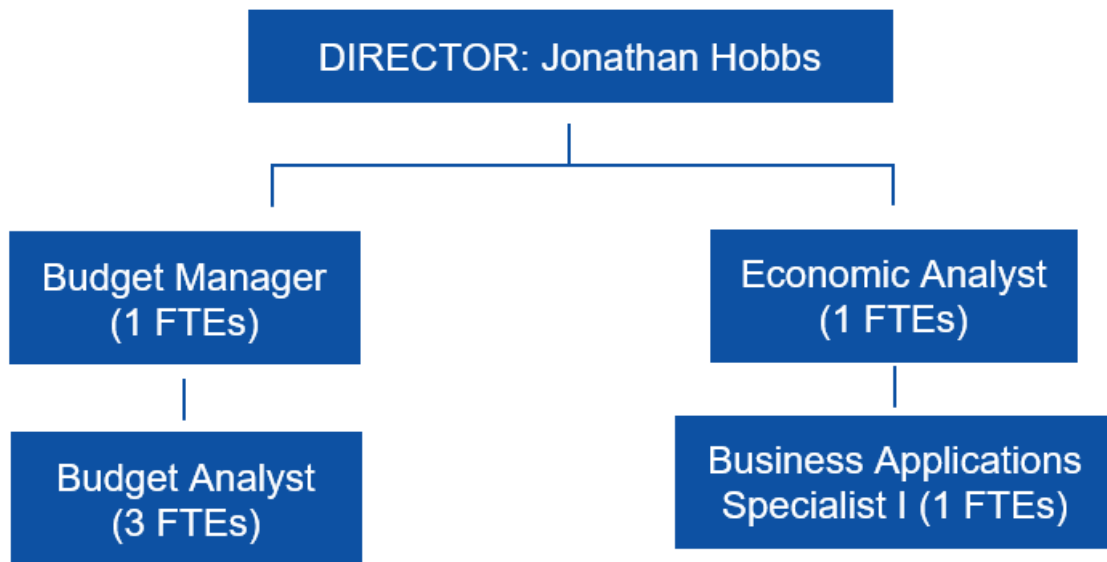 DIRECTOR: Jonathan Hobbs
Budget Manager
(1 FTEs)
Economic Analyst
(1 FTEs)
Budget Analyst
(3 FTEs)
Business Applications
Specialist I (1 FTEs)